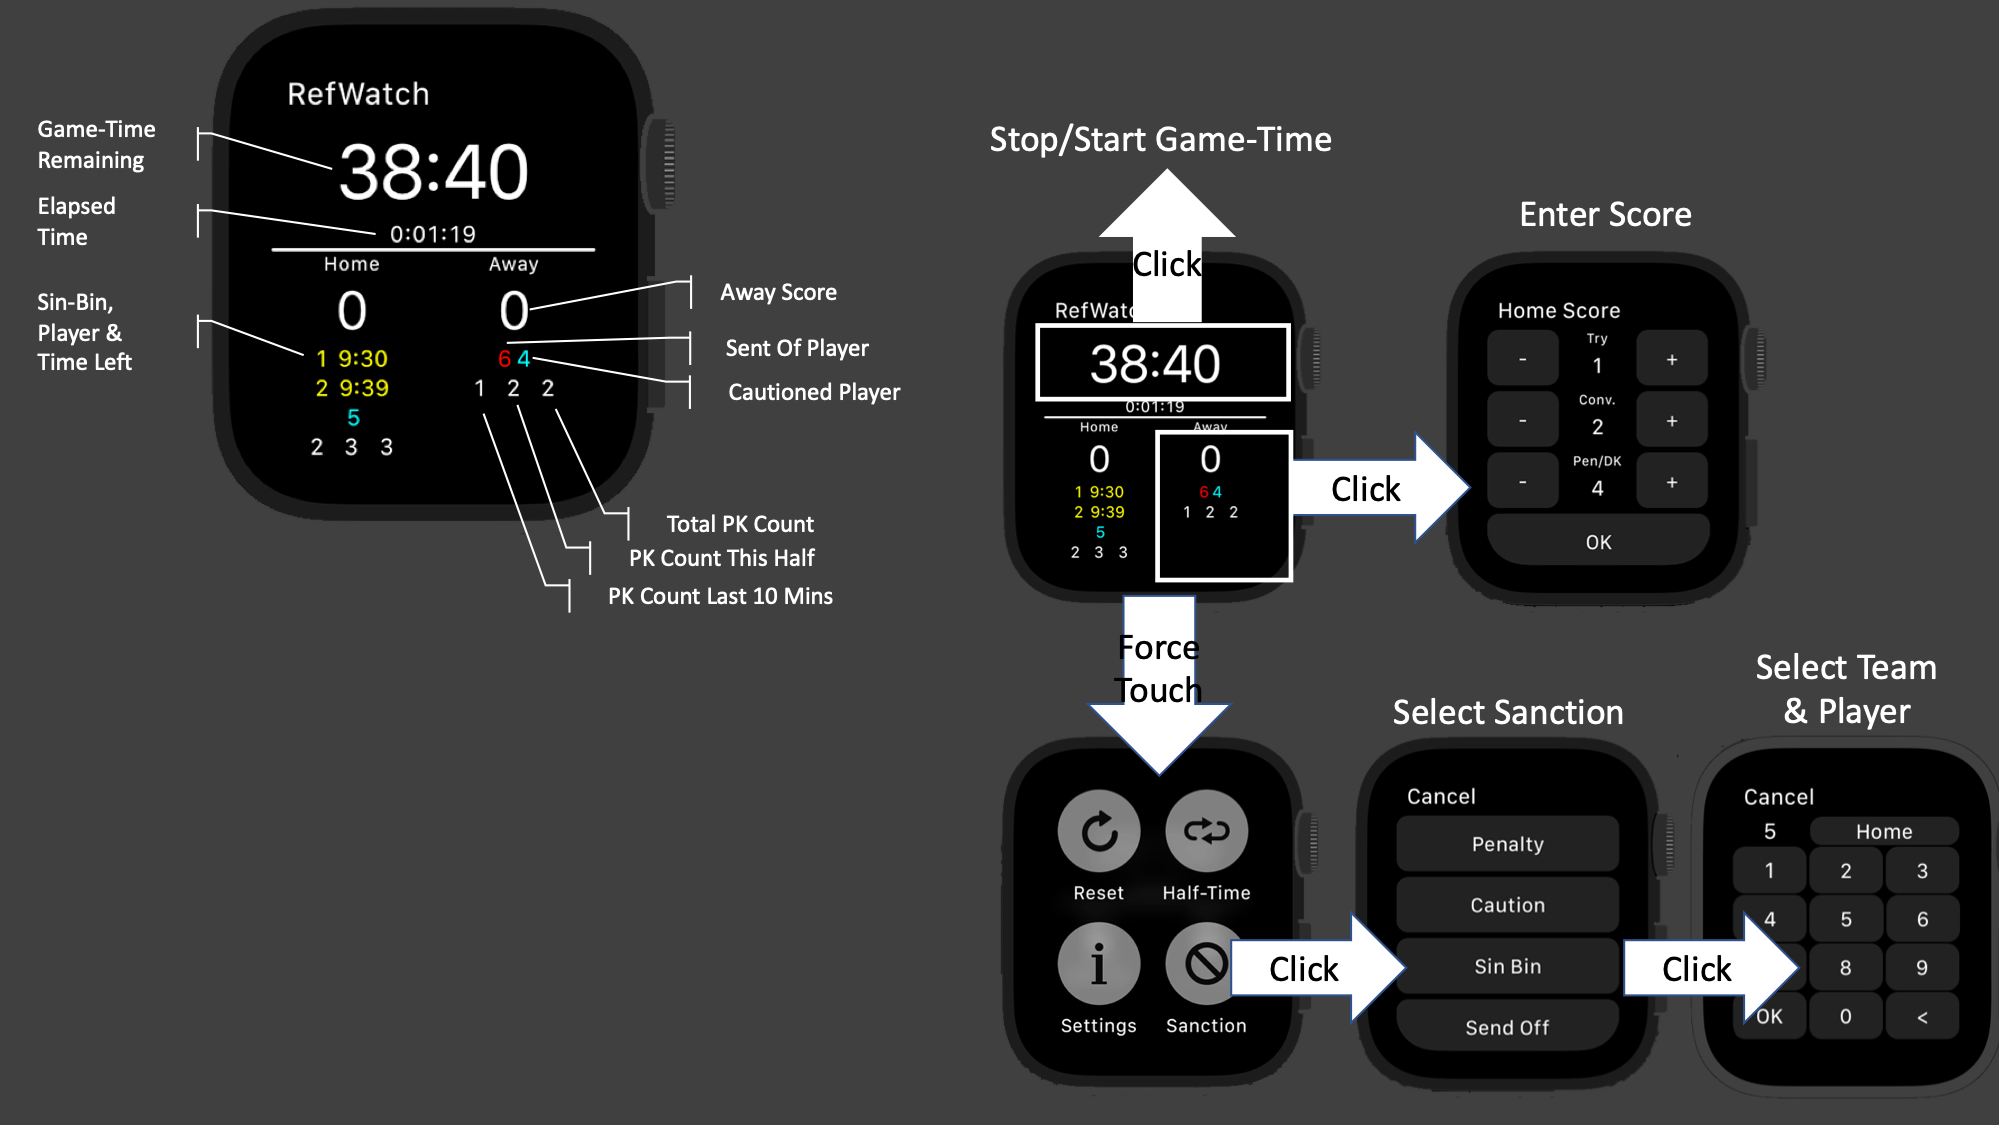 RefWatch
Game-Time
Remaining
38:40
Elapsed
Time
0:01:19
Home Away
0 0
Sin-Bin,
Player &
Time Left
1 9:30
2 9:39
5
2 3 3
6 4
1 2 2
Away Score
Sent Of Player
Cautioned Player
Total PK Count
PK Count This Half
PK Count Last 10 Mins
Stop/Start Game-Time
Click
RefWatc
38:40
0:01:19
Home Away
0 0
1 9:30
2 9:39
5
2 3 3
6 4
1 2 2
Click
Enter Score
Home Score
Try
- 1 +
Conv.
- 2 +
Pen/DK
- 4 +
OK
Force
Touch
Reset Half-Time
i
Settings Sanction
Click
Select Sanction
Cancel
Penalty
Caution
Sin Bin
Send Off
Click
Select Team
& Player
Cancel
5 Home
1 2 3
4 5 6
8 9
OK 0 <